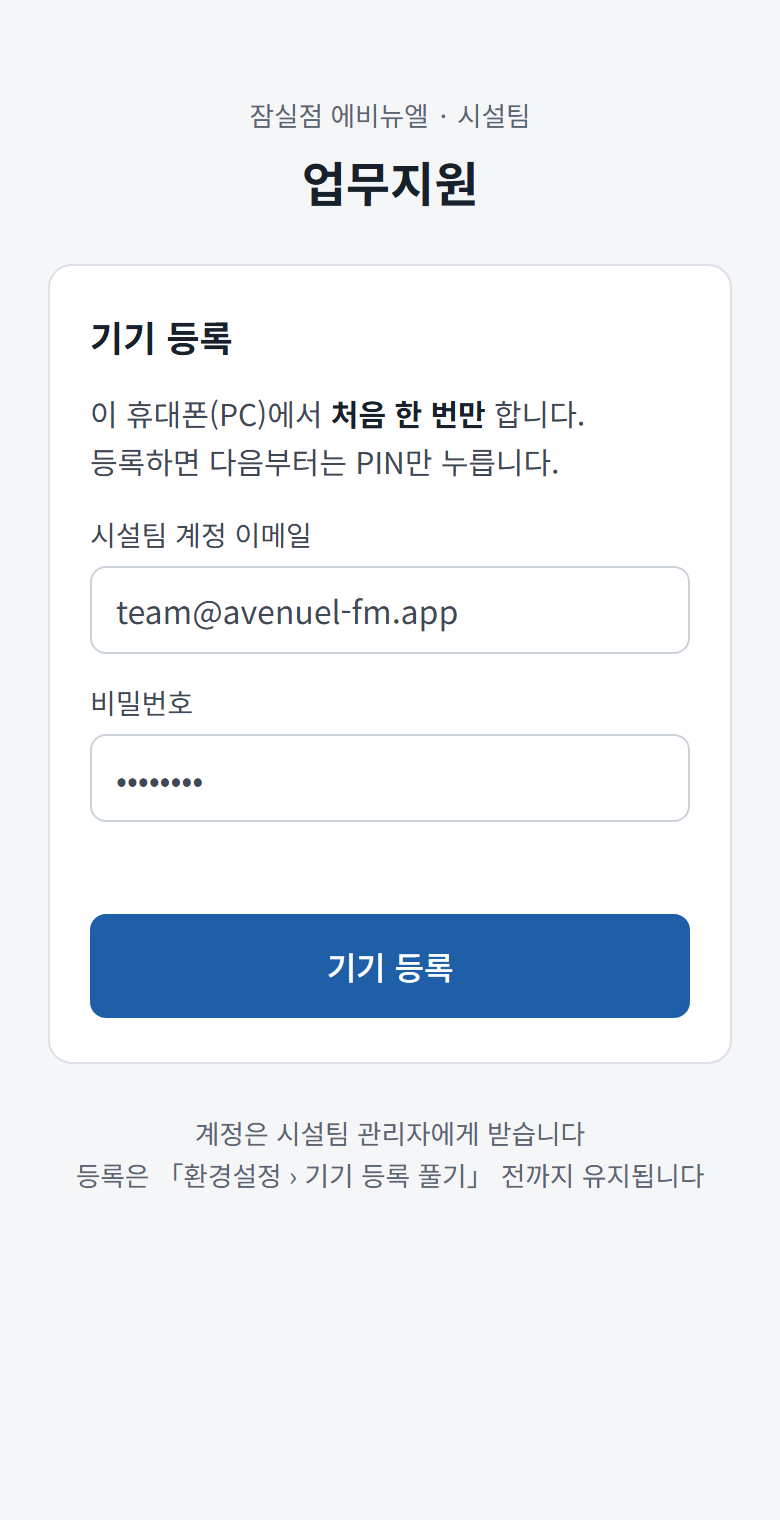 잠실점 에비뉴엘 · 시설팀
업무지원
기기 등록
이 휴대폰(PC)에서 처음 한 번만 합니다.
등록하면 다음부터는 PIN만 누릅니다.
시설팀 계정 이메일
team@avenuel-fm.app
비밀번호
••••••••
기기 등록
계정은 시설팀 관리자에게 받습니다
등록은 「환경설정 › 기기 등록 풀기」 전까지 유지됩니다